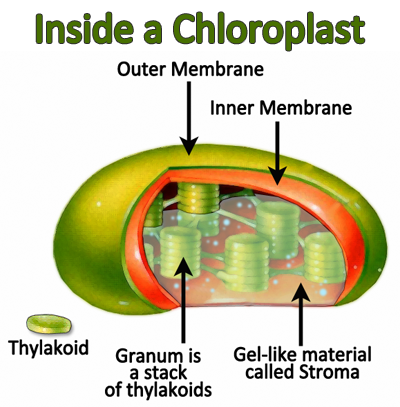 Inside a Chloroplast
Outer Membrane
Inner Membrane
Thylakoid
Granum is
a stack
of thylakoids
Gel-like material
called Stroma